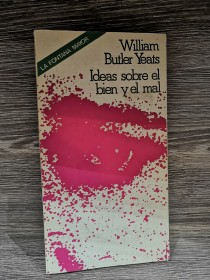 LA FONTANA MAYOR
William
Butler Yeats
Ideas sobre el
bien y el mal